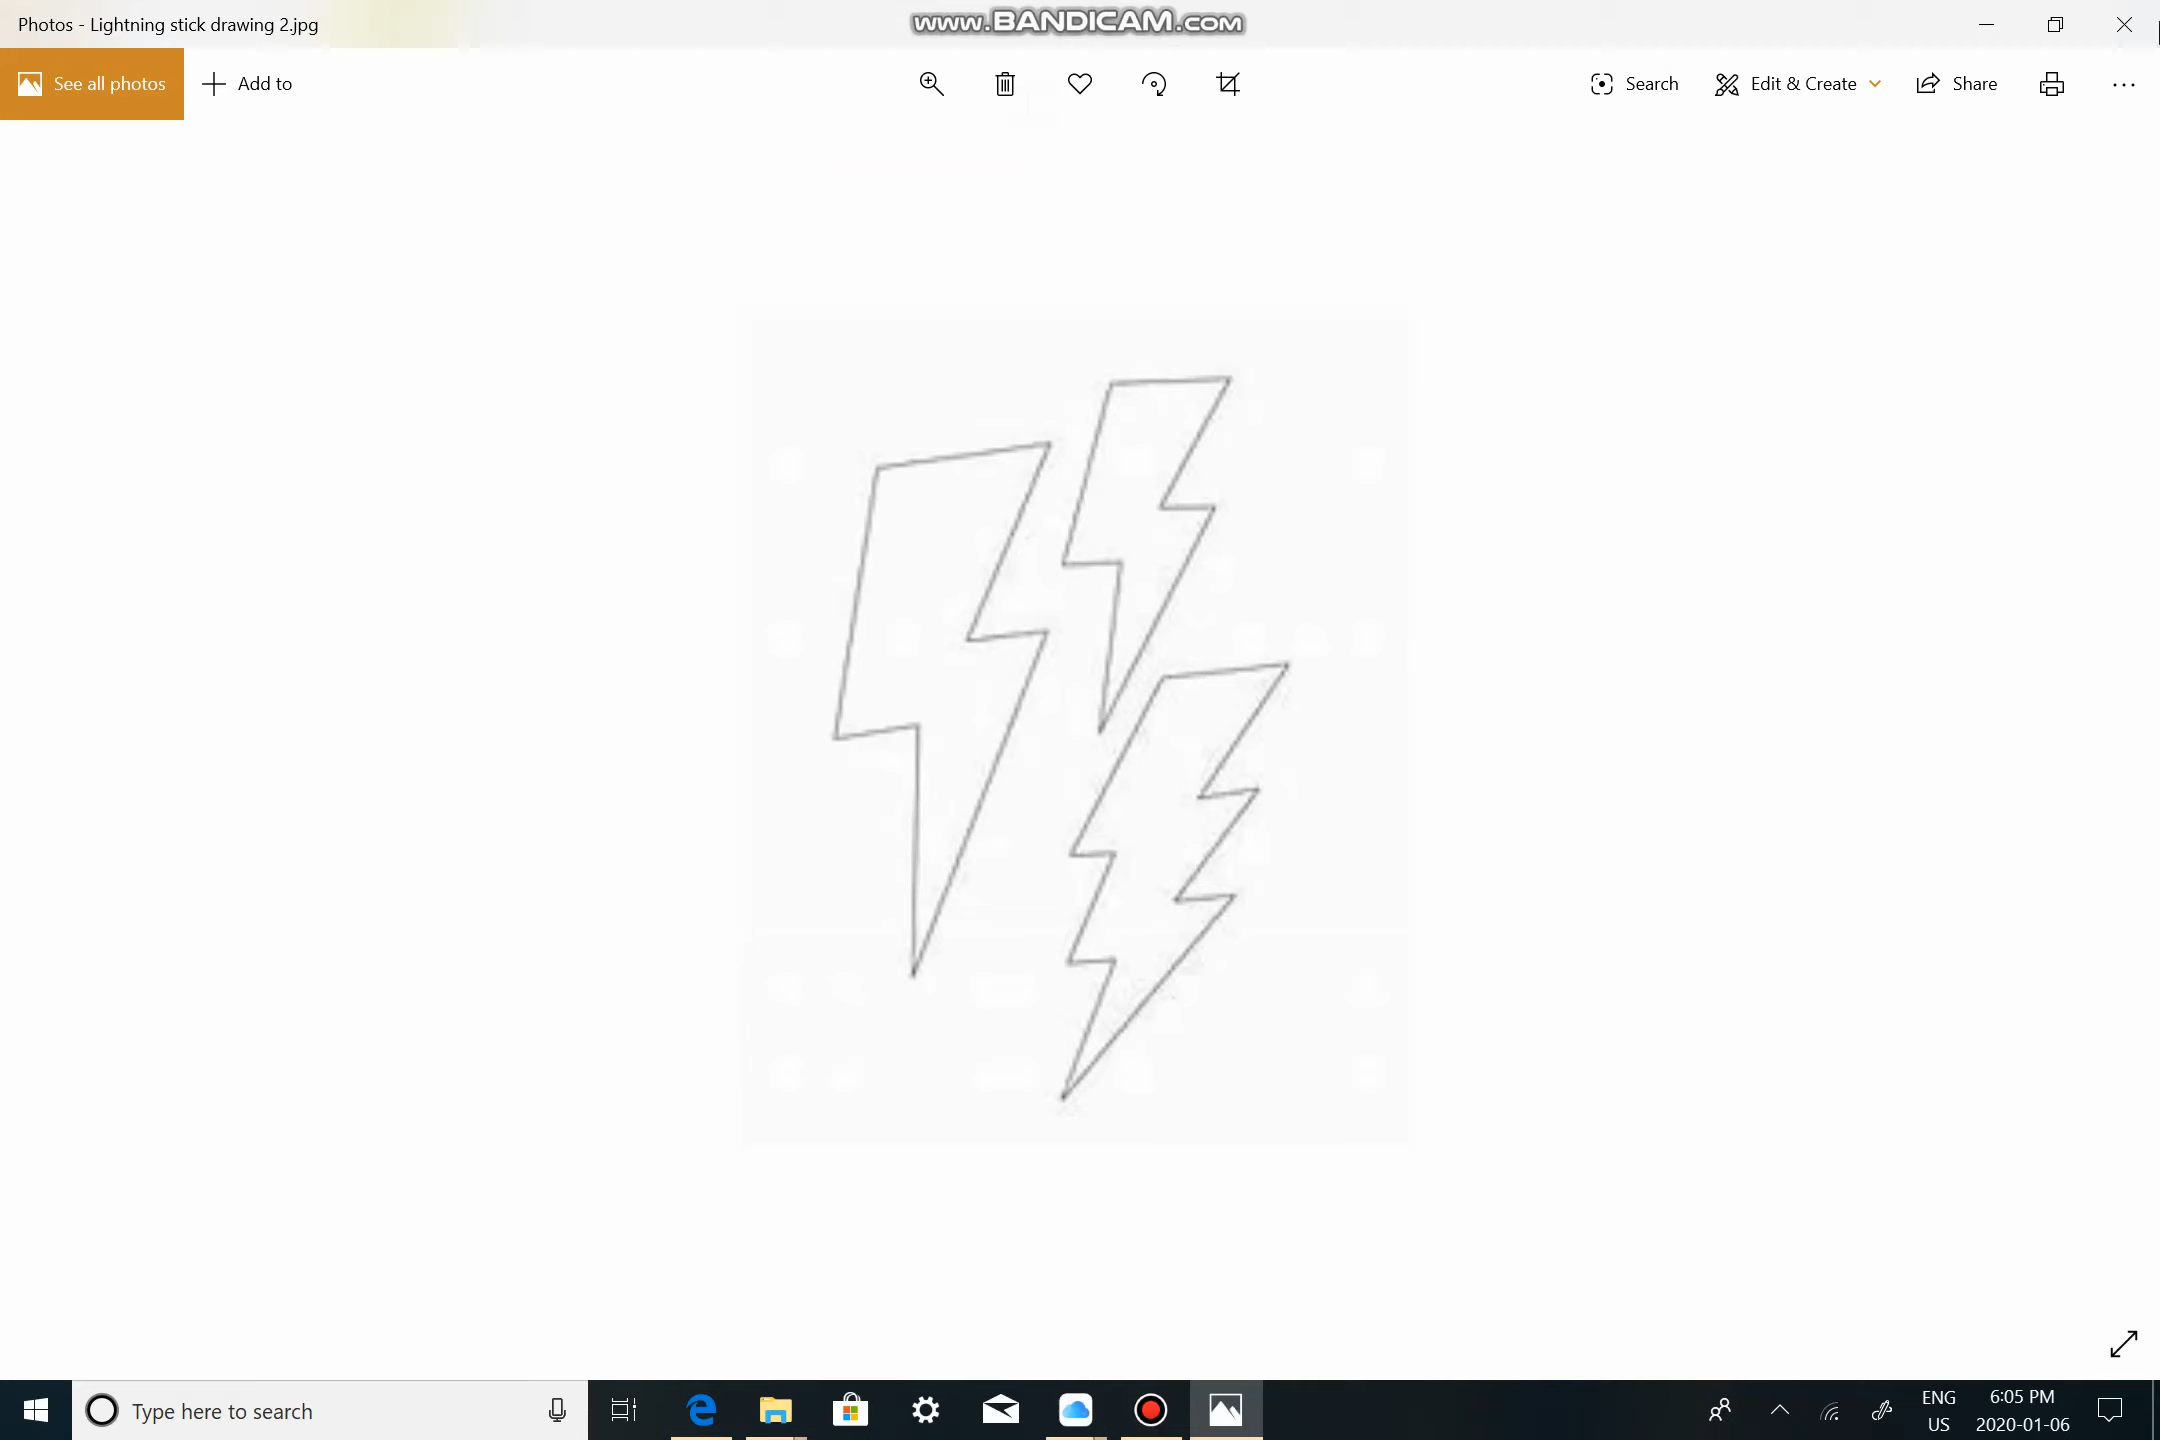 Photos - Lightning stick drawing 2.jpg
www.BANDICAM.com
See all photos
Add to
Search
Edit & Create
Share
Type here to search
ENG
US
6:05 PM
2020-01-06